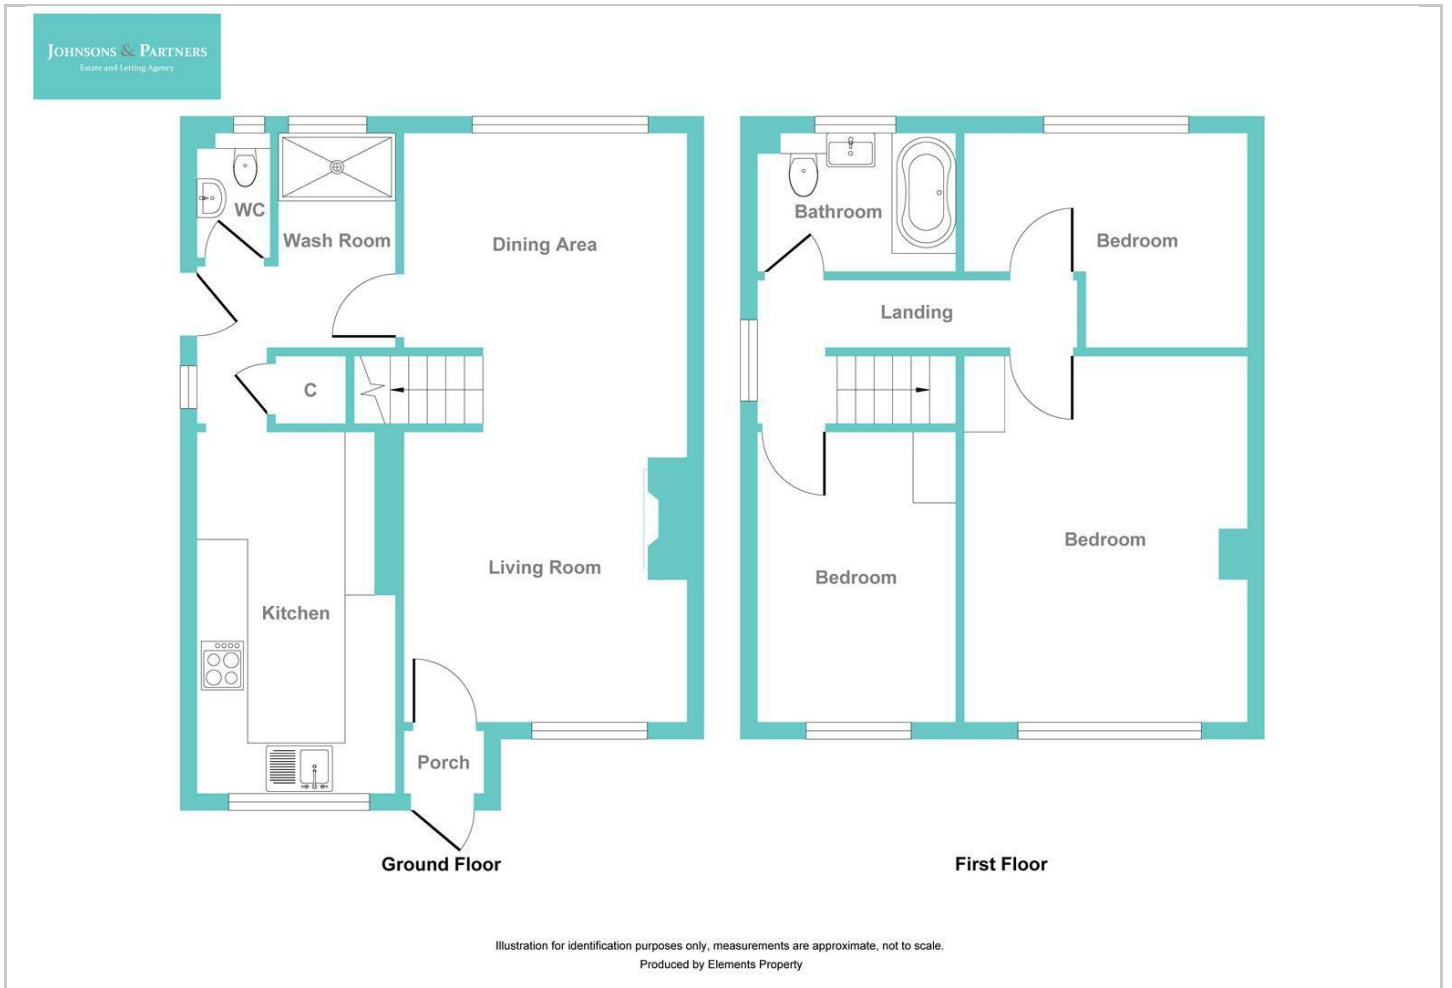 JOHNSONS & PARTNERS
Estate and Letting Agency
WC
Wash Room
Dining Area
C
Living Room
Kitchen
Porch
Ground Floor
Bathroom
Bedroom
Landing
Bedroom
Bedroom
First Floor
Illustration for identification purposes only, measurements are approximate, not to scale.
Produced by Elements Property